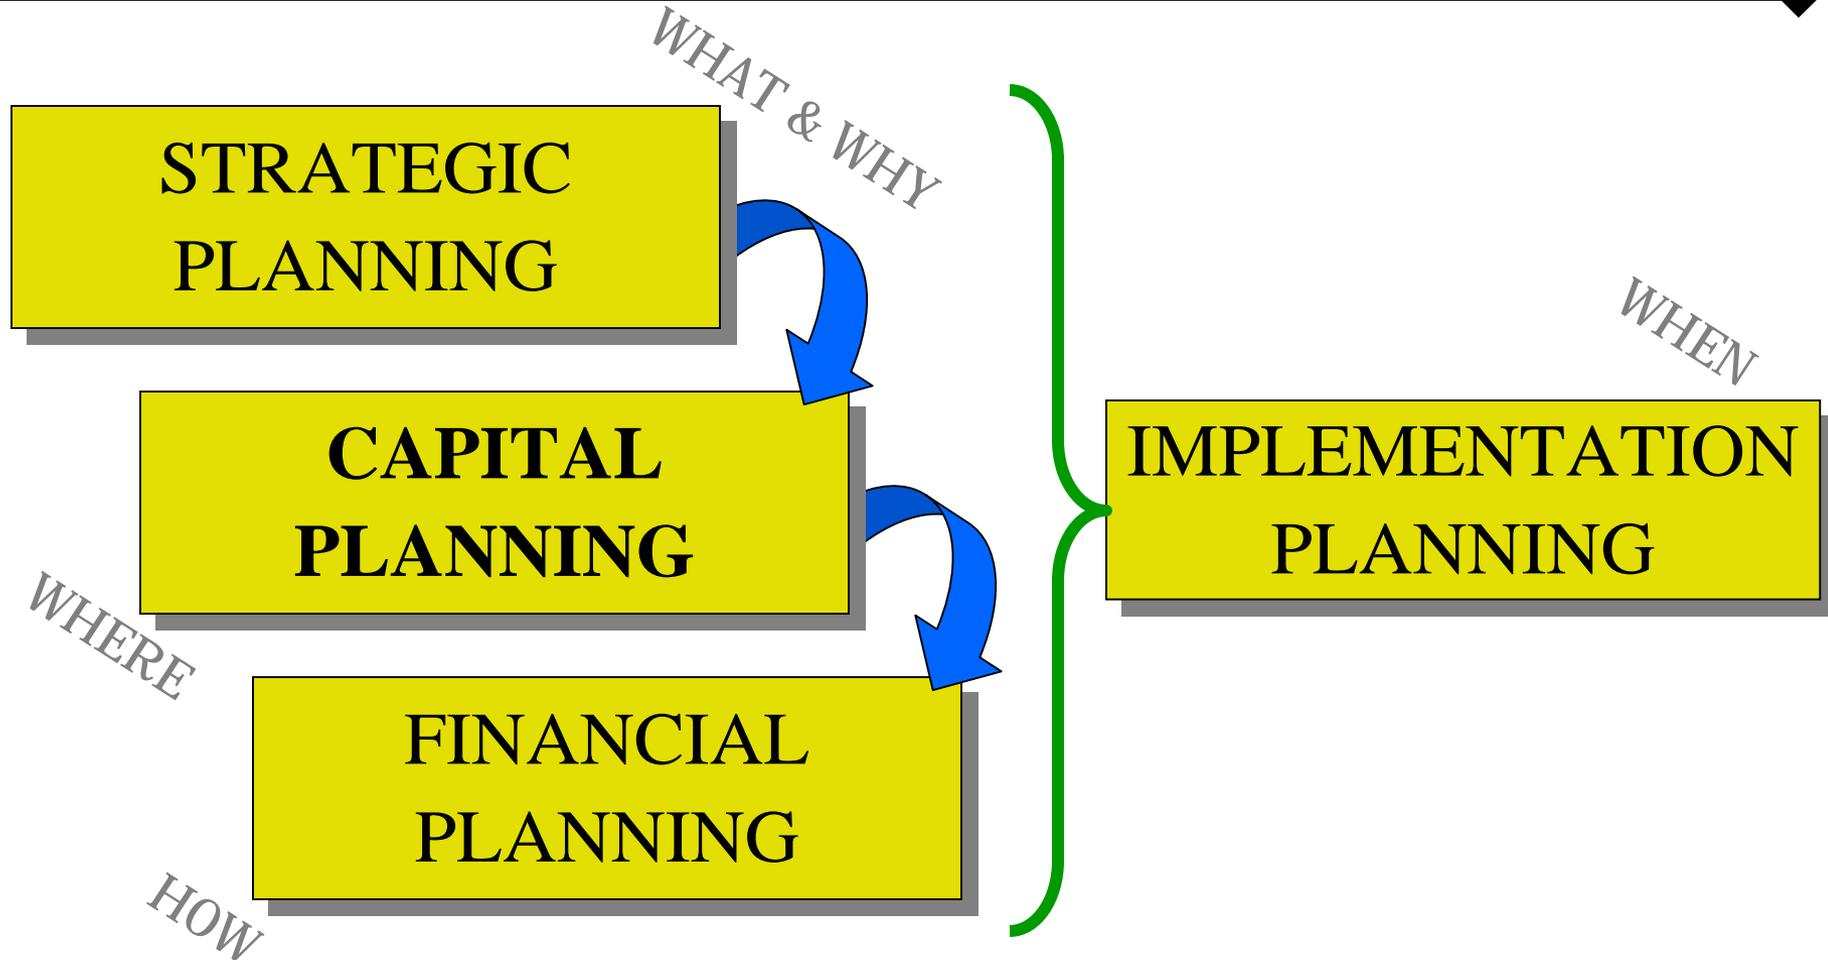 WHAT & WHY
STRATEGIC
PLANNING
WHEN
CAPITAL
PLANNING
IMPLEMENTATION
PLANNING
WHERE
FINANCIAL
PLANNING
HOW